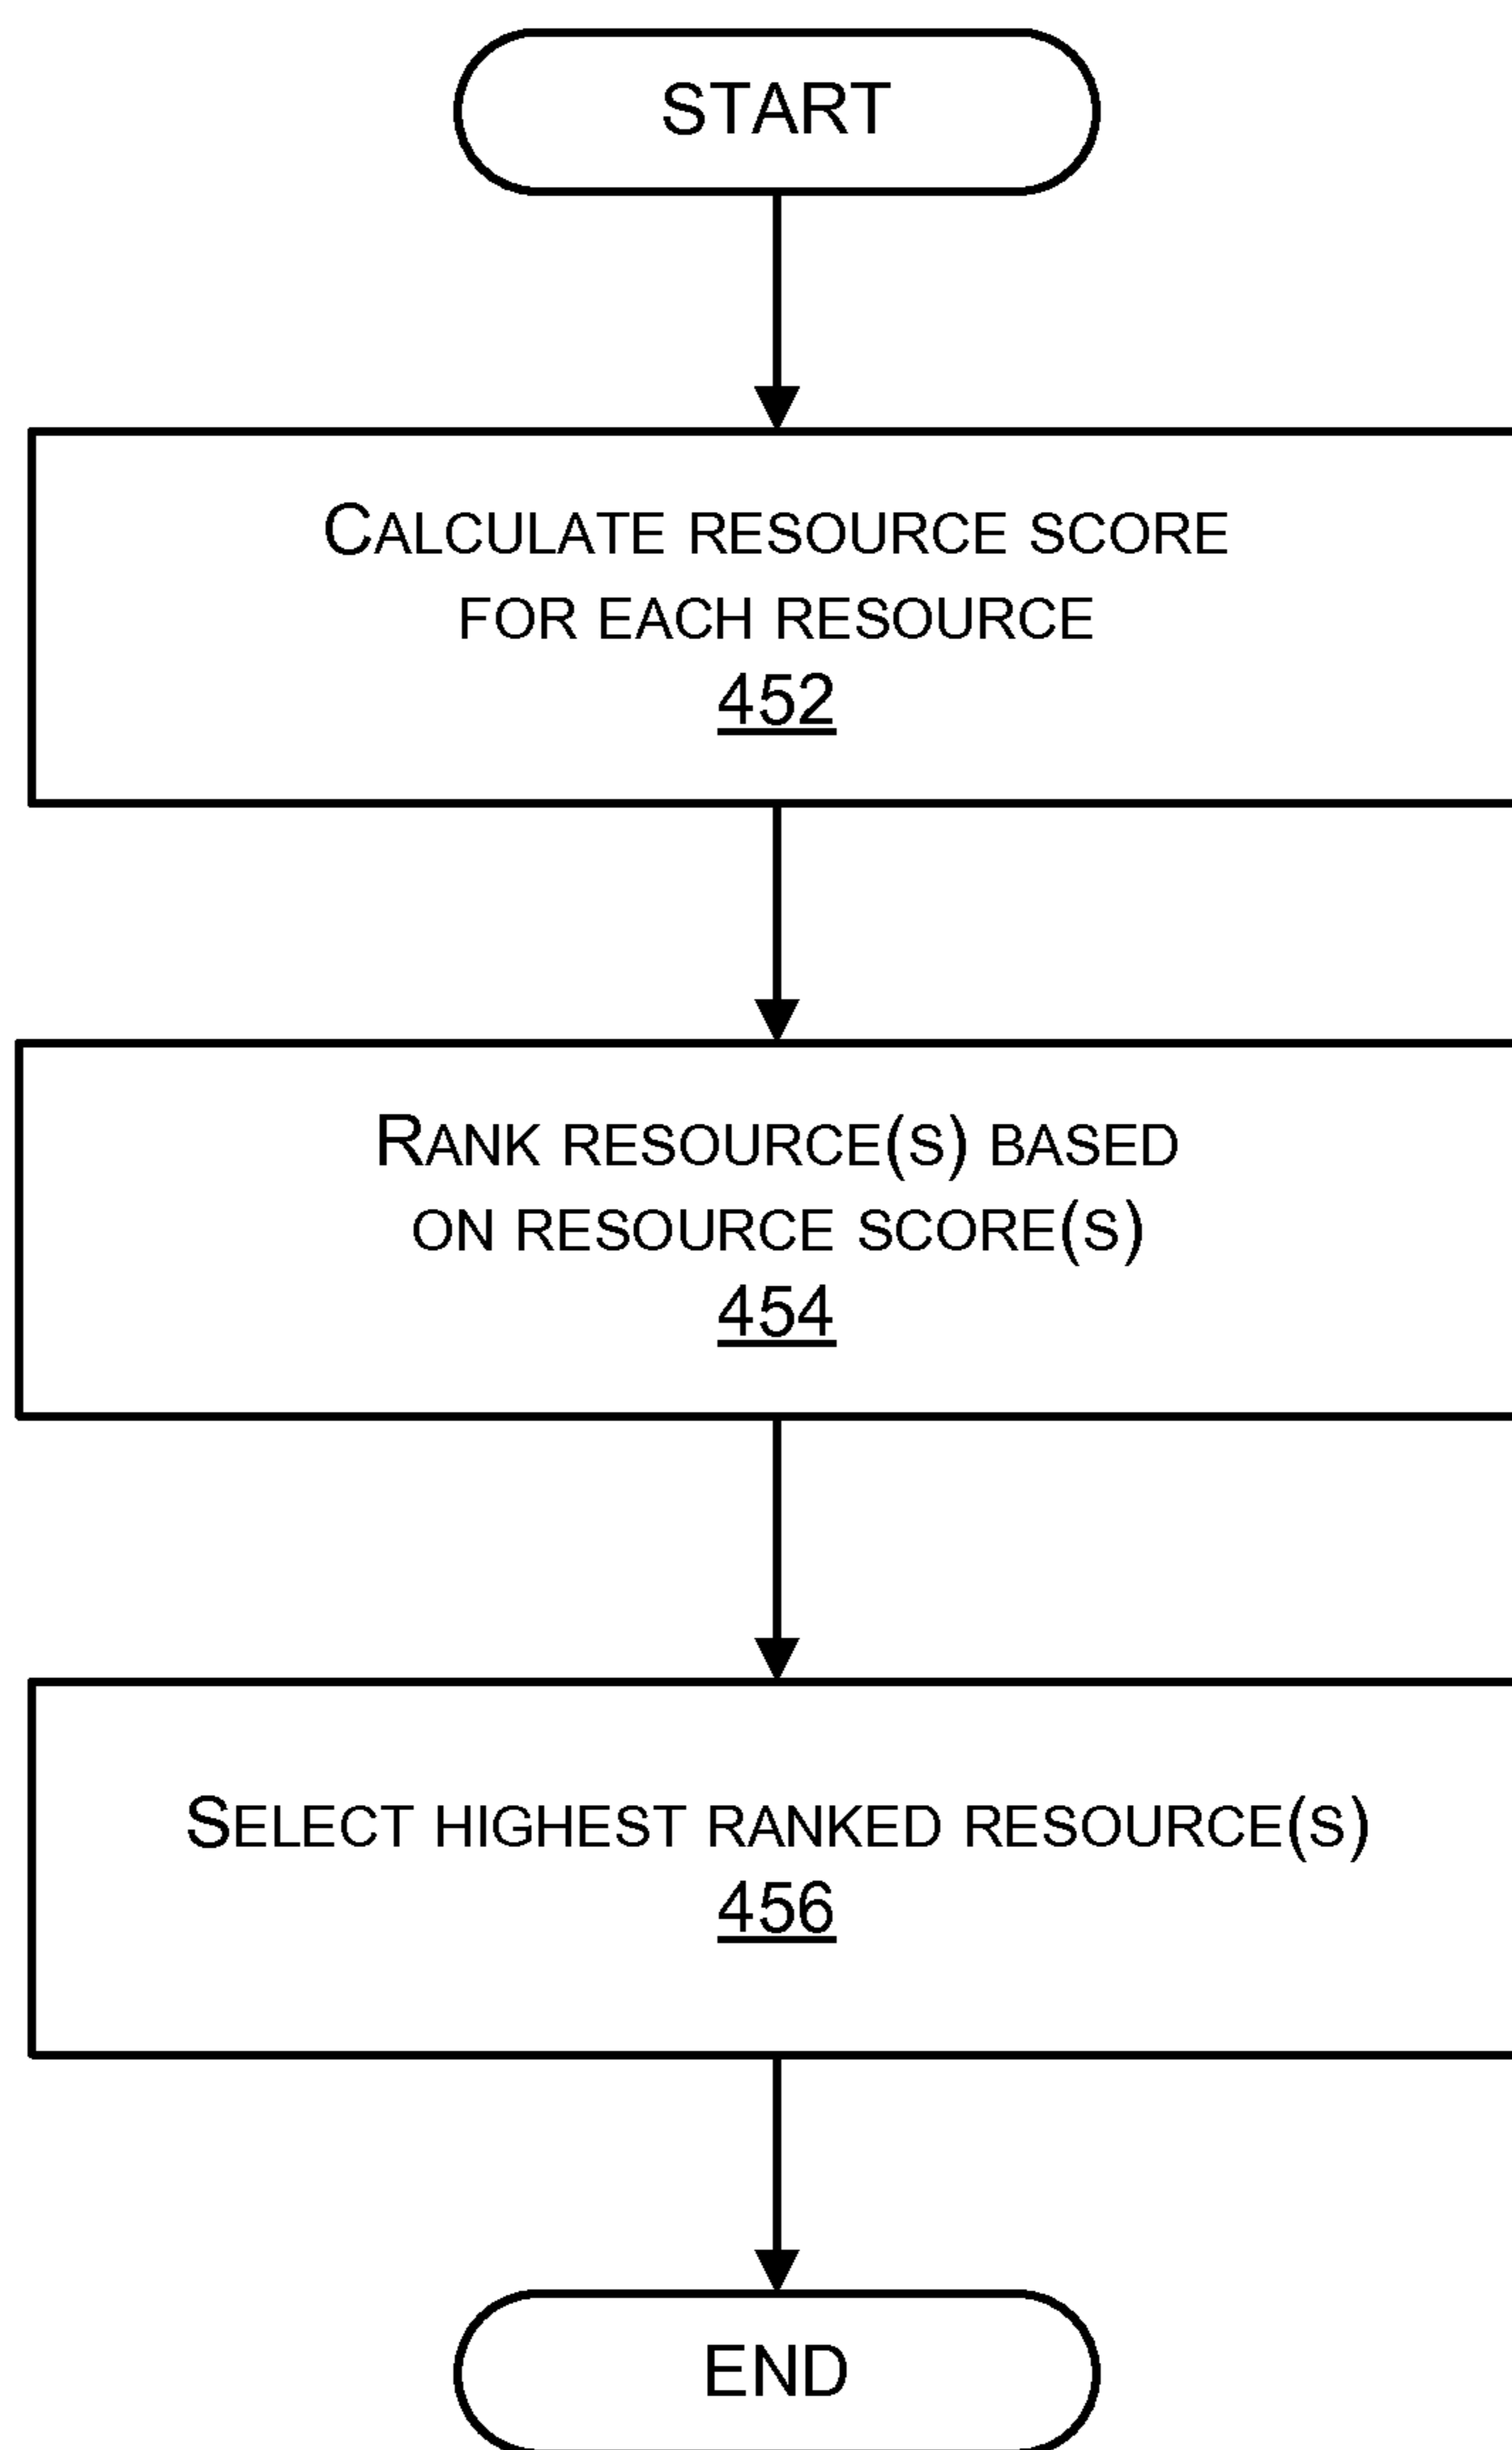 START
CALCULATE RESOURCE SCORE
FOR EACH RESOURCE
452
RANK RESOURCE(S) BASED
ON RESOURCE SCORE(S)
454
SELECT HIGHEST RANKED RESOURCE(S)
456
END